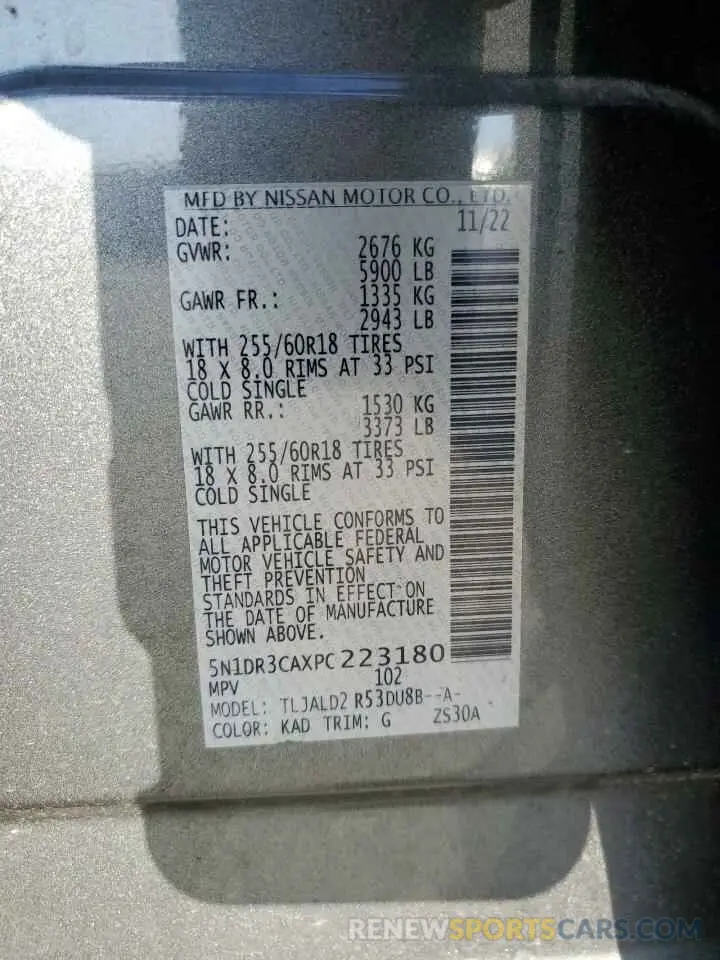 MFD BY NISSAN MOTOR CO., LTD.
DATE: 11/22
GVWR: 2676 KG
5900 LB
GAWR FR.: 1335 KG
2943 LB
WITH 255/60R18 TIRES
18 X 8.0 RIMS AT 33 PSI
COLD SINGLE
GAWR RR.: 1530 KG
3373 LB
WITH 255/60R18 TIRES
18 X 8.0 RIMS AT 33 PSI
COLD SINGLE
THIS VEHICLE CONFORMS TO
ALL APPLICABLE FEDERAL
MOTOR VEHICLE SAFETY AND
THEFT PREVENTION
STANDARDS IN EFFECT ON
THE DATE OF MANUFACTURE
SHOWN ABOVE.
5N1DR3CAXPC223180
MPV 102
MODEL: TLJALD2 R53DU8B--A-
COLOR: KAD TRIM: G ZS30A
RENEWSPORTSCARS.COM